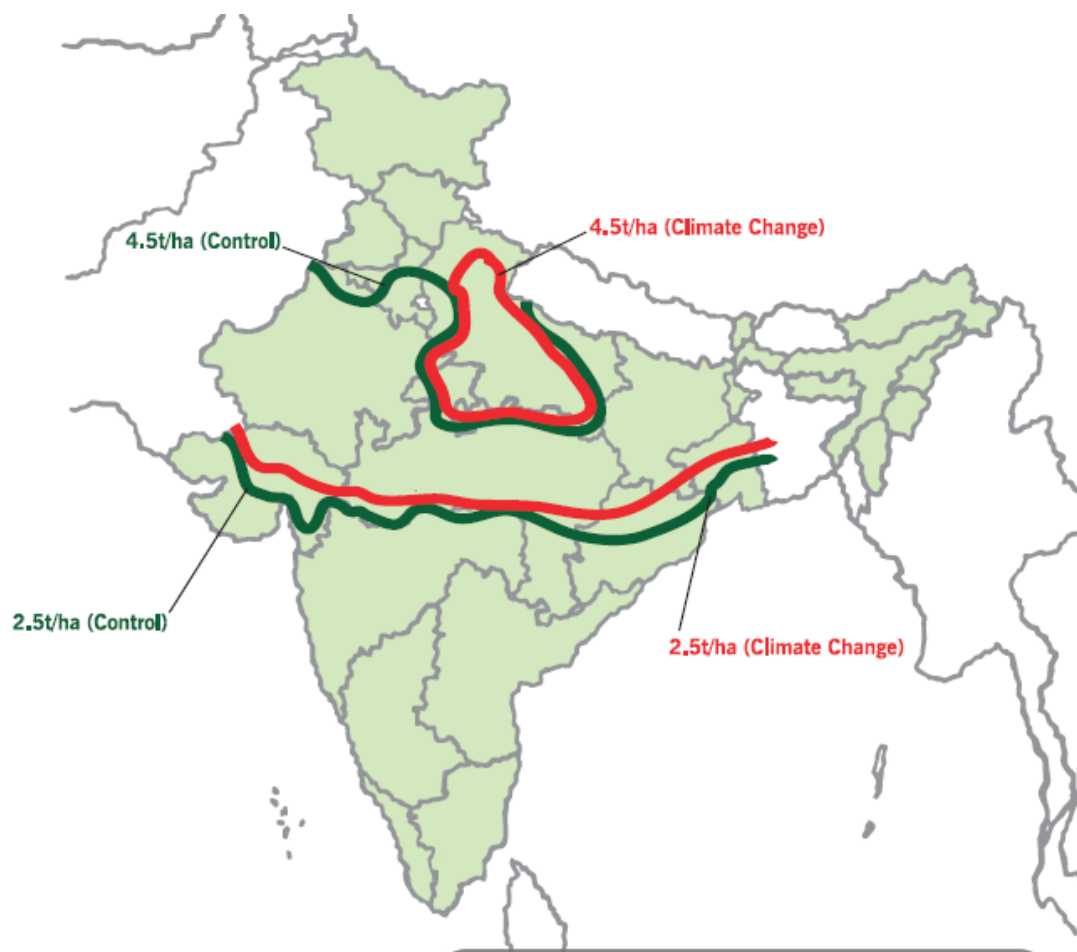 4.5t/ha (Climate Change)
4.5t/ha (Control)
2.5t/ha (Control)
2.5t/ha (Climate Change)